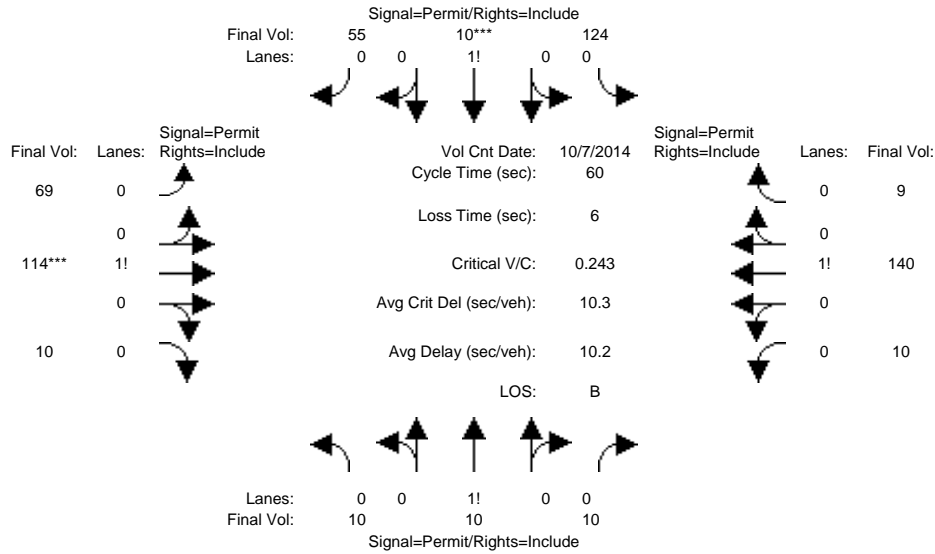 Signal=Permit/Rights=Include
Final Vol: 55 10*** 124
Lanes: 0 0 1! 0 0
Signal=Permit
Final Vol: Lanes: Rights=Include
Vol Cnt Date: 10/7/2014
Signal=Permit
Rights=Include Lanes: Final Vol:
Cycle Time (sec): 60
69 0
0 9
Loss Time (sec): 6
0
0
114*** 1!
Critical V/C: 0.243
1! 140
0
Avg Crit Del (sec/veh): 10.3
0
10 0
Avg Delay (sec/veh): 10.2
0 10
LOS: B
Lanes: 0 0 1! 0 0
Final Vol: 10 10 10
Signal=Permit/Rights=Include